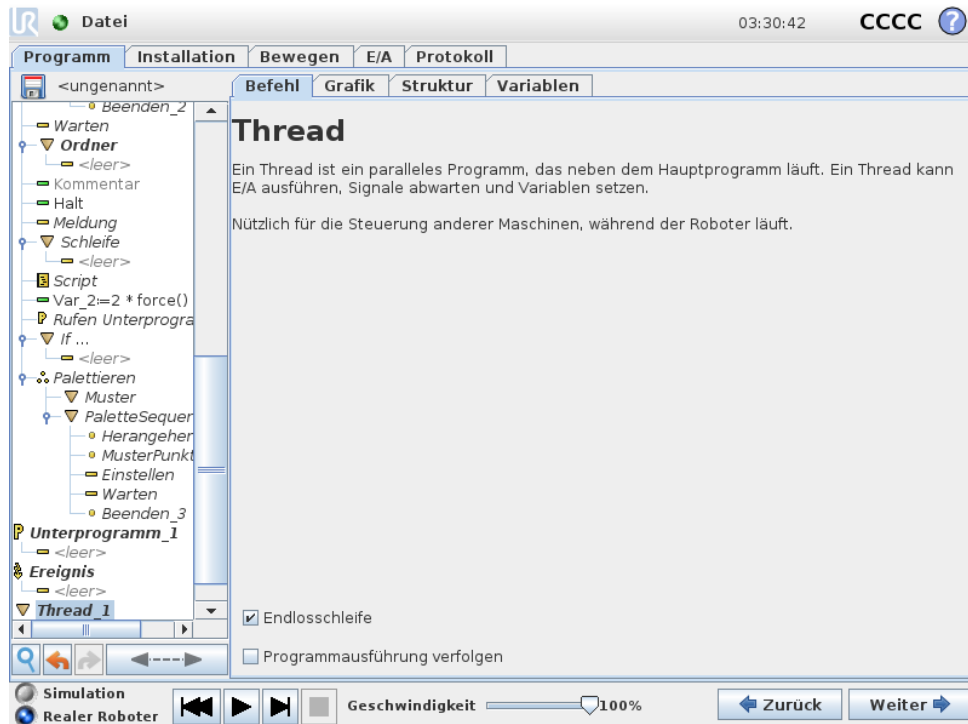 Datei
03:30:42
CCCC
?
Programm Installation Bewegen E/A Protokoll
<ungenannt>
Befehl Grafik Struktur Variablen
Beenden_2
Warten
Ordner
<leer>
Kommentar
Halt
Meldung
Schleife
<leer>
Script
Var_2:=2 * force()
Rufen Unterprogra
If ...
<leer>
Palettieren
Muster
PaletteSequer
Herangeher
MusterPunkt
Einstellen
Warten
Beenden_3
Unterprogramm_1
<leer>
Ereignis
<leer>
Thread_1
Thread
Ein Thread ist ein paralleles Programm, das neben dem Hauptprogramm läuft. Ein Thread kann
E/A ausführen, Signale abwarten und Variablen setzen.
Nützlich für die Steuerung anderer Maschinen, während der Roboter läuft.
Endlosschleife
Programmausführung verfolgen
Simulation
Realer Roboter
Geschwindigkeit 100%
Zurück
Weiter